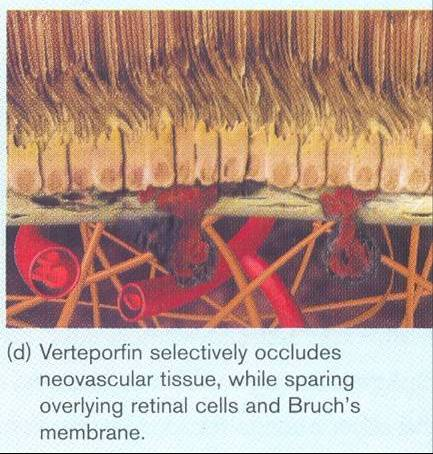 (d) Verteporfin selectively occludes
neovascular tissue, while sparing
overlying retinal cells and Bruch's
membrane.